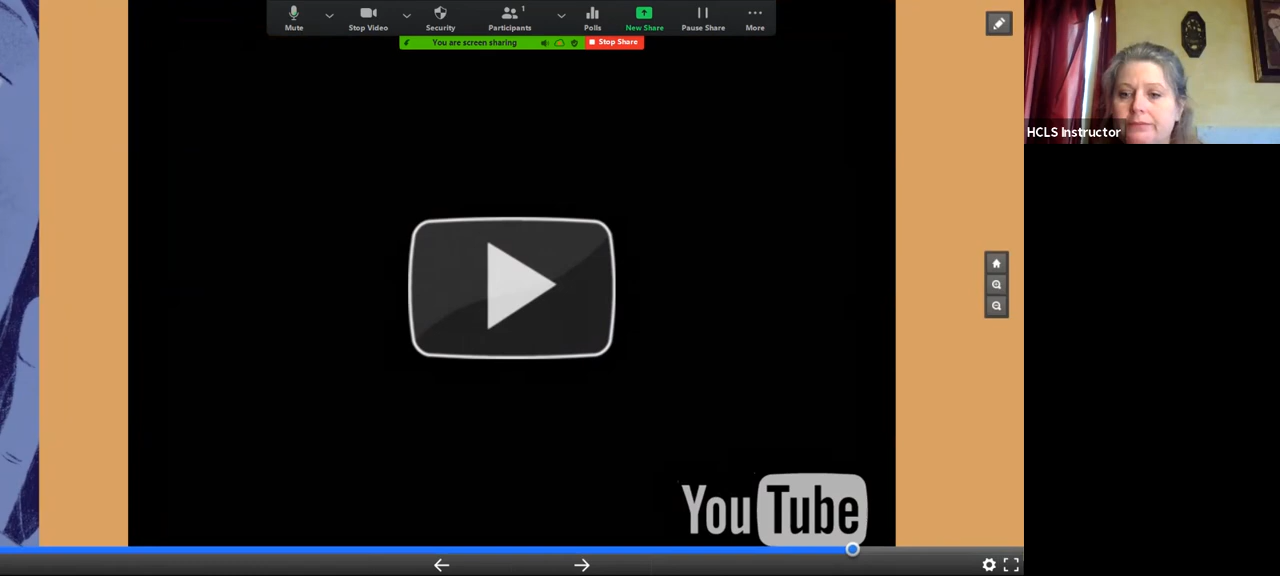 1
Mute
Stop Video
Security
Participants
Polls
New Share
Pause Share
More
You are screen sharing
Stop Share
HCLS Instructor
YouTube